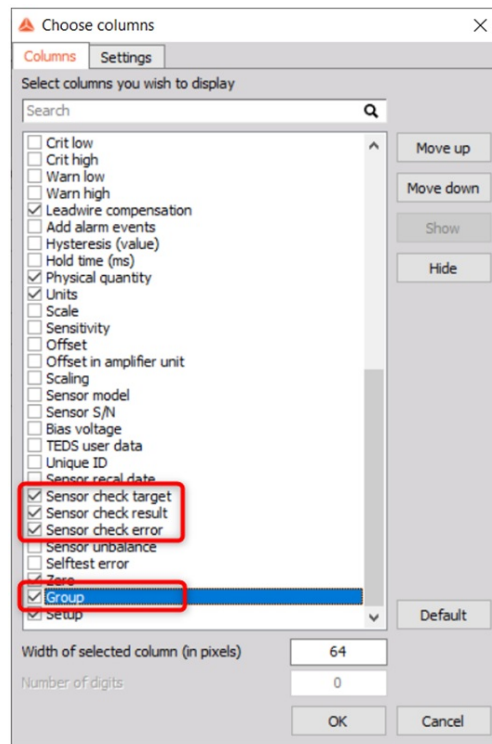 Choose columns
Columns Settings
Select columns you wish to display
Search
Crit low
Crit high
Warn low
Warn high
Leadwire compensation
Add alarm events
Hysteresis (value)
Hold time (ms)
Physical quantity
Units
Scale
Sensitivity
Offset
Offset in amplifier unit
Scaling
Sensor model
Sensor S/N
Bias voltage
TEDS user data
Unique ID
Sensor recal date
Sensor check target
Sensor check result
Sensor check error
Sensor unbalance
Selftest error
Zero
Group
Setup
Move up
Move down
Show
Hide
Default
Width of selected column (in pixels) 64
Number of digits 0
OK Cancel